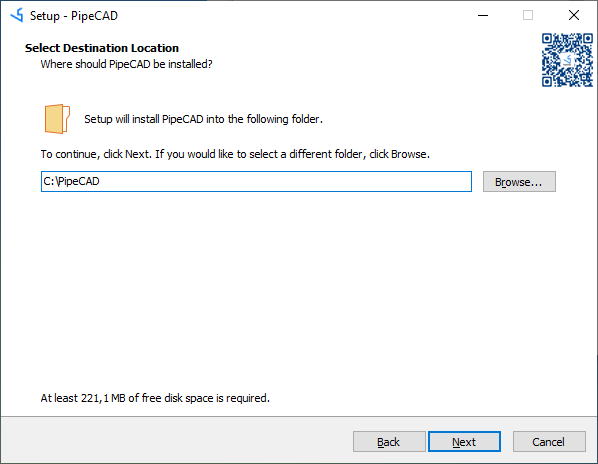 Setup - PipeCAD
Select Destination Location
Where should PipeCAD be installed?
Setup will install PipeCAD into the following folder.
To continue, click Next. If you would like to select a different folder, click Browse.
C:\PipeCAD
Browse...
At least 221,1 MB of free disk space is required.
Back
Next
Cancel